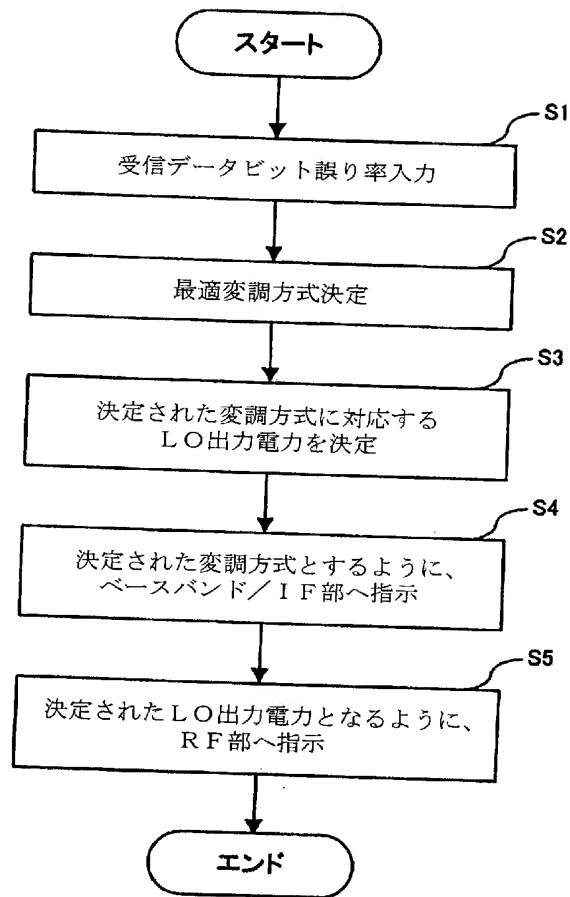 スタート
S1
受信データビット誤り率入力
S2
最適変調方式決定
S3
決定された変調方式に対応する
ＬＯ出力電力を決定
S4
決定された変調方式とするように、
ベースバンド／ＩＦ部へ指示
S5
決定されたＬＯ出力電力となるように、
ＲＦ部へ指示
エンド